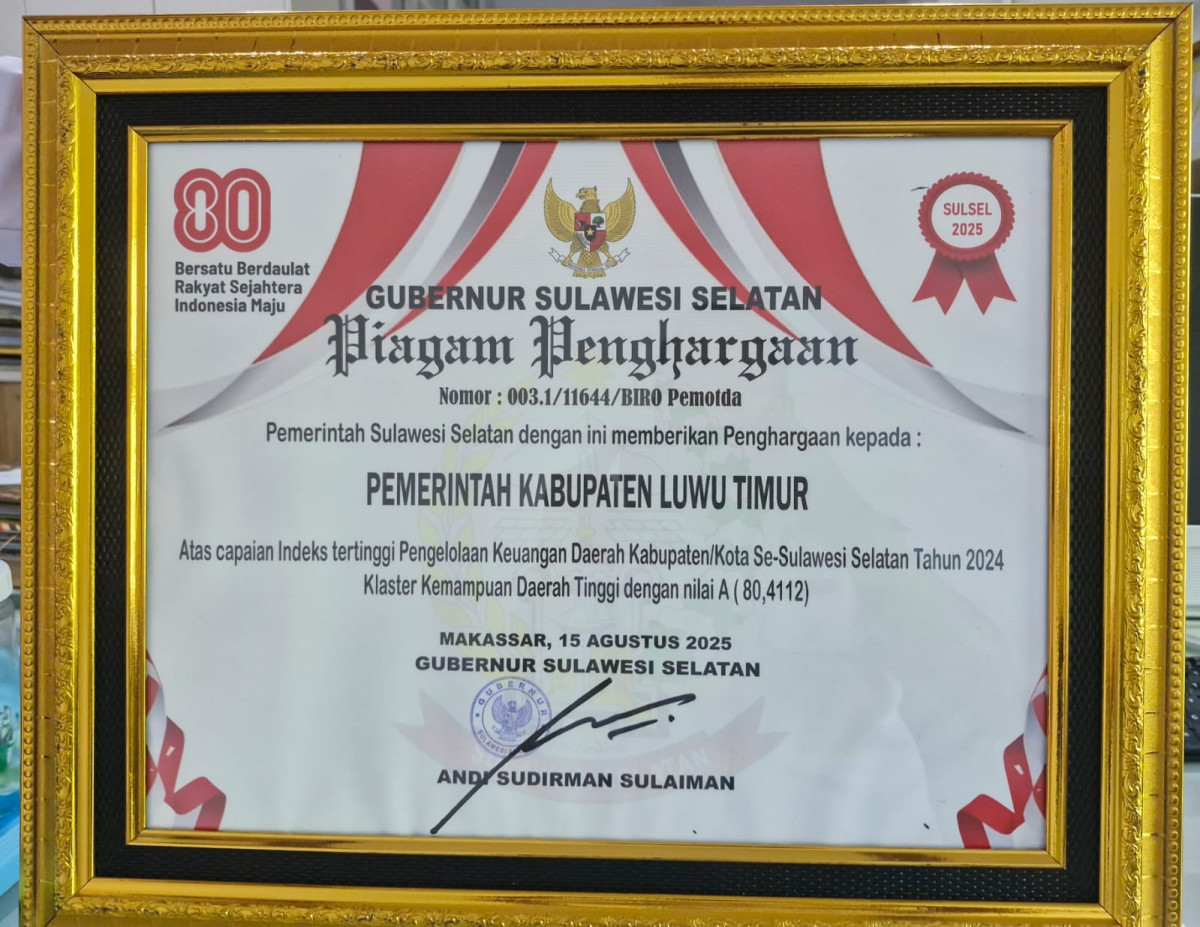 80
Bersatu Berdaulat
Rakyat Sejahtera
Indonesia Maju
SULSEL
2025
GUBERNUR SULAWESI SELATAN
Piagam Penghargaan
Nomor : 003.1/11644/BIRO Pemotda
Pemerintah Sulawesi Selatan dengan ini memberikan Penghargaan kepada :
PEMERINTAH KABUPATEN LUWU TIMUR
Atas capaian Indeks tertinggi Pengelolaan Keuangan Daerah Kabupaten/Kota Se-Sulawesi Selatan Tahun 2024
Klaster Kemampuan Daerah Tinggi dengan nilai A ( 80,4112)
MAKASSAR, 15 AGUSTUS 2025
GUBERNUR SULAWESI SELATAN
GUBERNUR
ANDI SUDIRMAN SULAIMAN